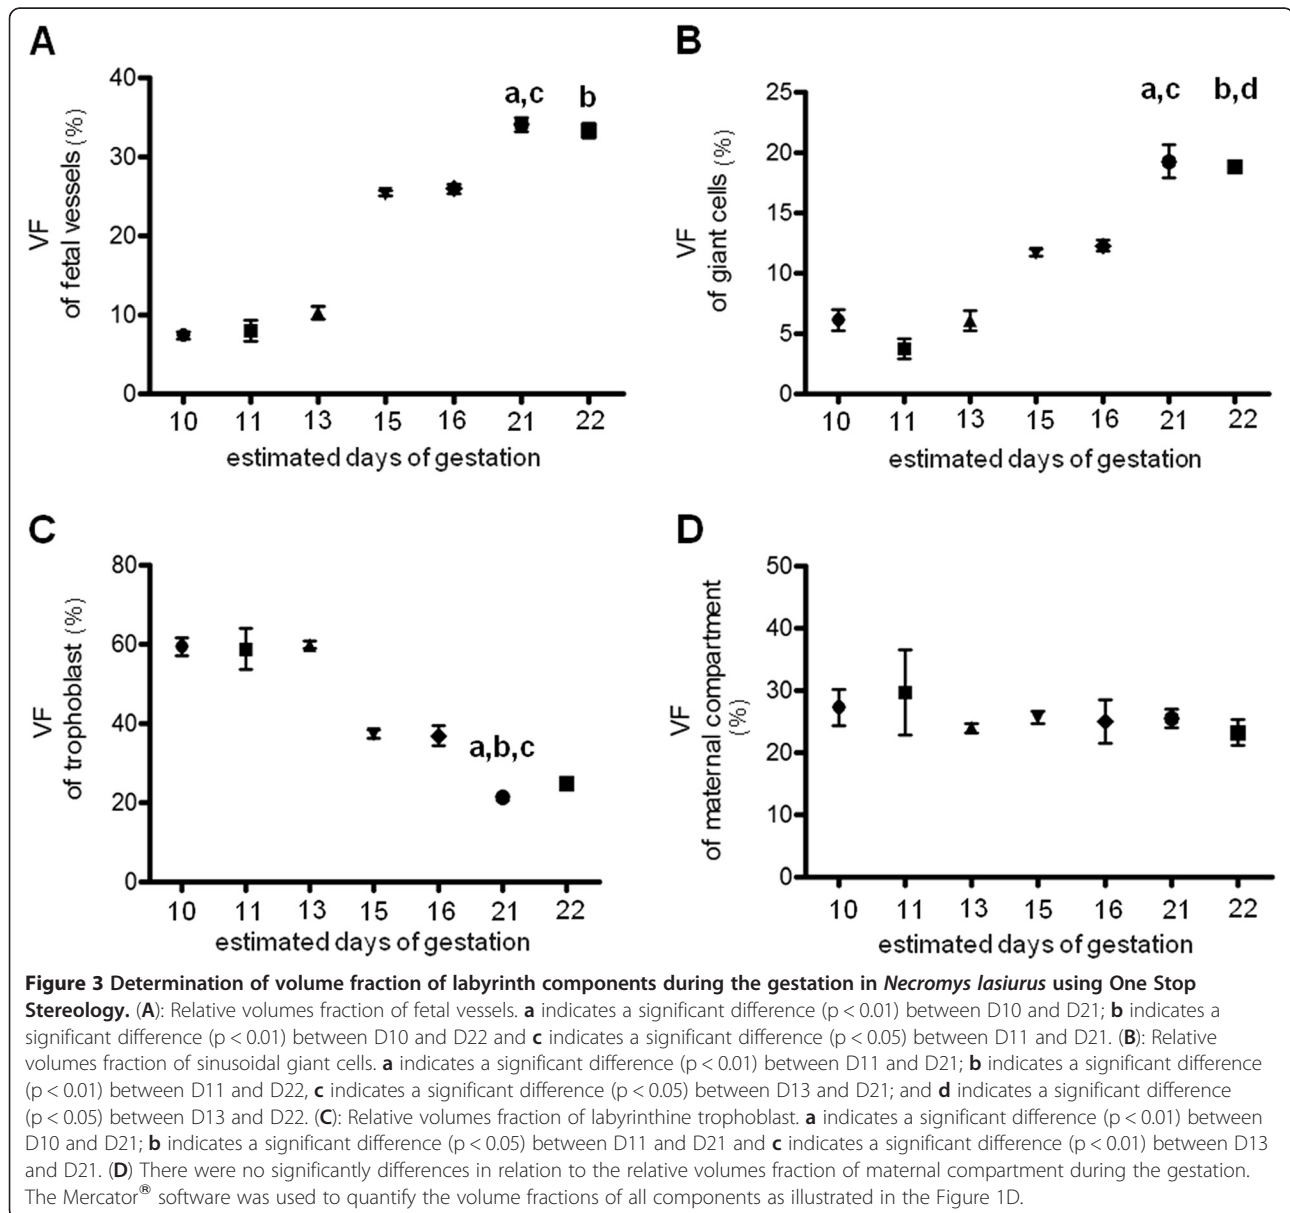 A
40
30
20
10
0
VF
of fetal vessels (%)
a,c
b
10 11 13 15 16 21 22
estimated days of gestation
B
25
20
15
10
5
0
VF
of giant cells (%)
a,c
b,d
10 11 13 15 16 21 22
estimated days of gestation
C
80
60
40
20
0
VF
of trophoblast (%)
a,b,c
10 11 13 15 16 21 22
estimated days of gestation
D
50
40
30
20
10
0
VF
of maternal compartment
(%)
10 11 13 15 16 21 22
estimated days of gestation
Figure 3 Determination of volume fraction of labyrinth components during the gestation in Necromys lasiurus using One Stop
Stereology. (A): Relative volumes fraction of fetal vessels. a indicates a significant difference (p < 0.01) between D10 and D21; b indicates a
significant difference (p < 0.01) between D10 and D22 and c indicates a significant difference (p < 0.05) between D11 and D21. (B): Relative
volumes fraction of sinusoidal giant cells. a indicates a significant difference (p < 0.01) between D11 and D21; b indicates a significant difference
(p < 0.01) between D11 and D22, c indicates a significant difference (p < 0.05) between D13 and D21; and d indicates a significant difference
(p < 0.05) between D13 and D22. (C): Relative volumes fraction of labyrinthine trophoblast. a indicates a significant difference (p < 0.01) between
D10 and D21; b indicates a significant difference (p < 0.05) between D11 and D21 and c indicates a significant difference (p < 0.01) between D13
and D21. (D) There were no significantly differences in relation to the relative volumes fraction of maternal compartment during the gestation.
The Mercator® software was used to quantify the volume fractions of all components as illustrated in the Figure 1D.